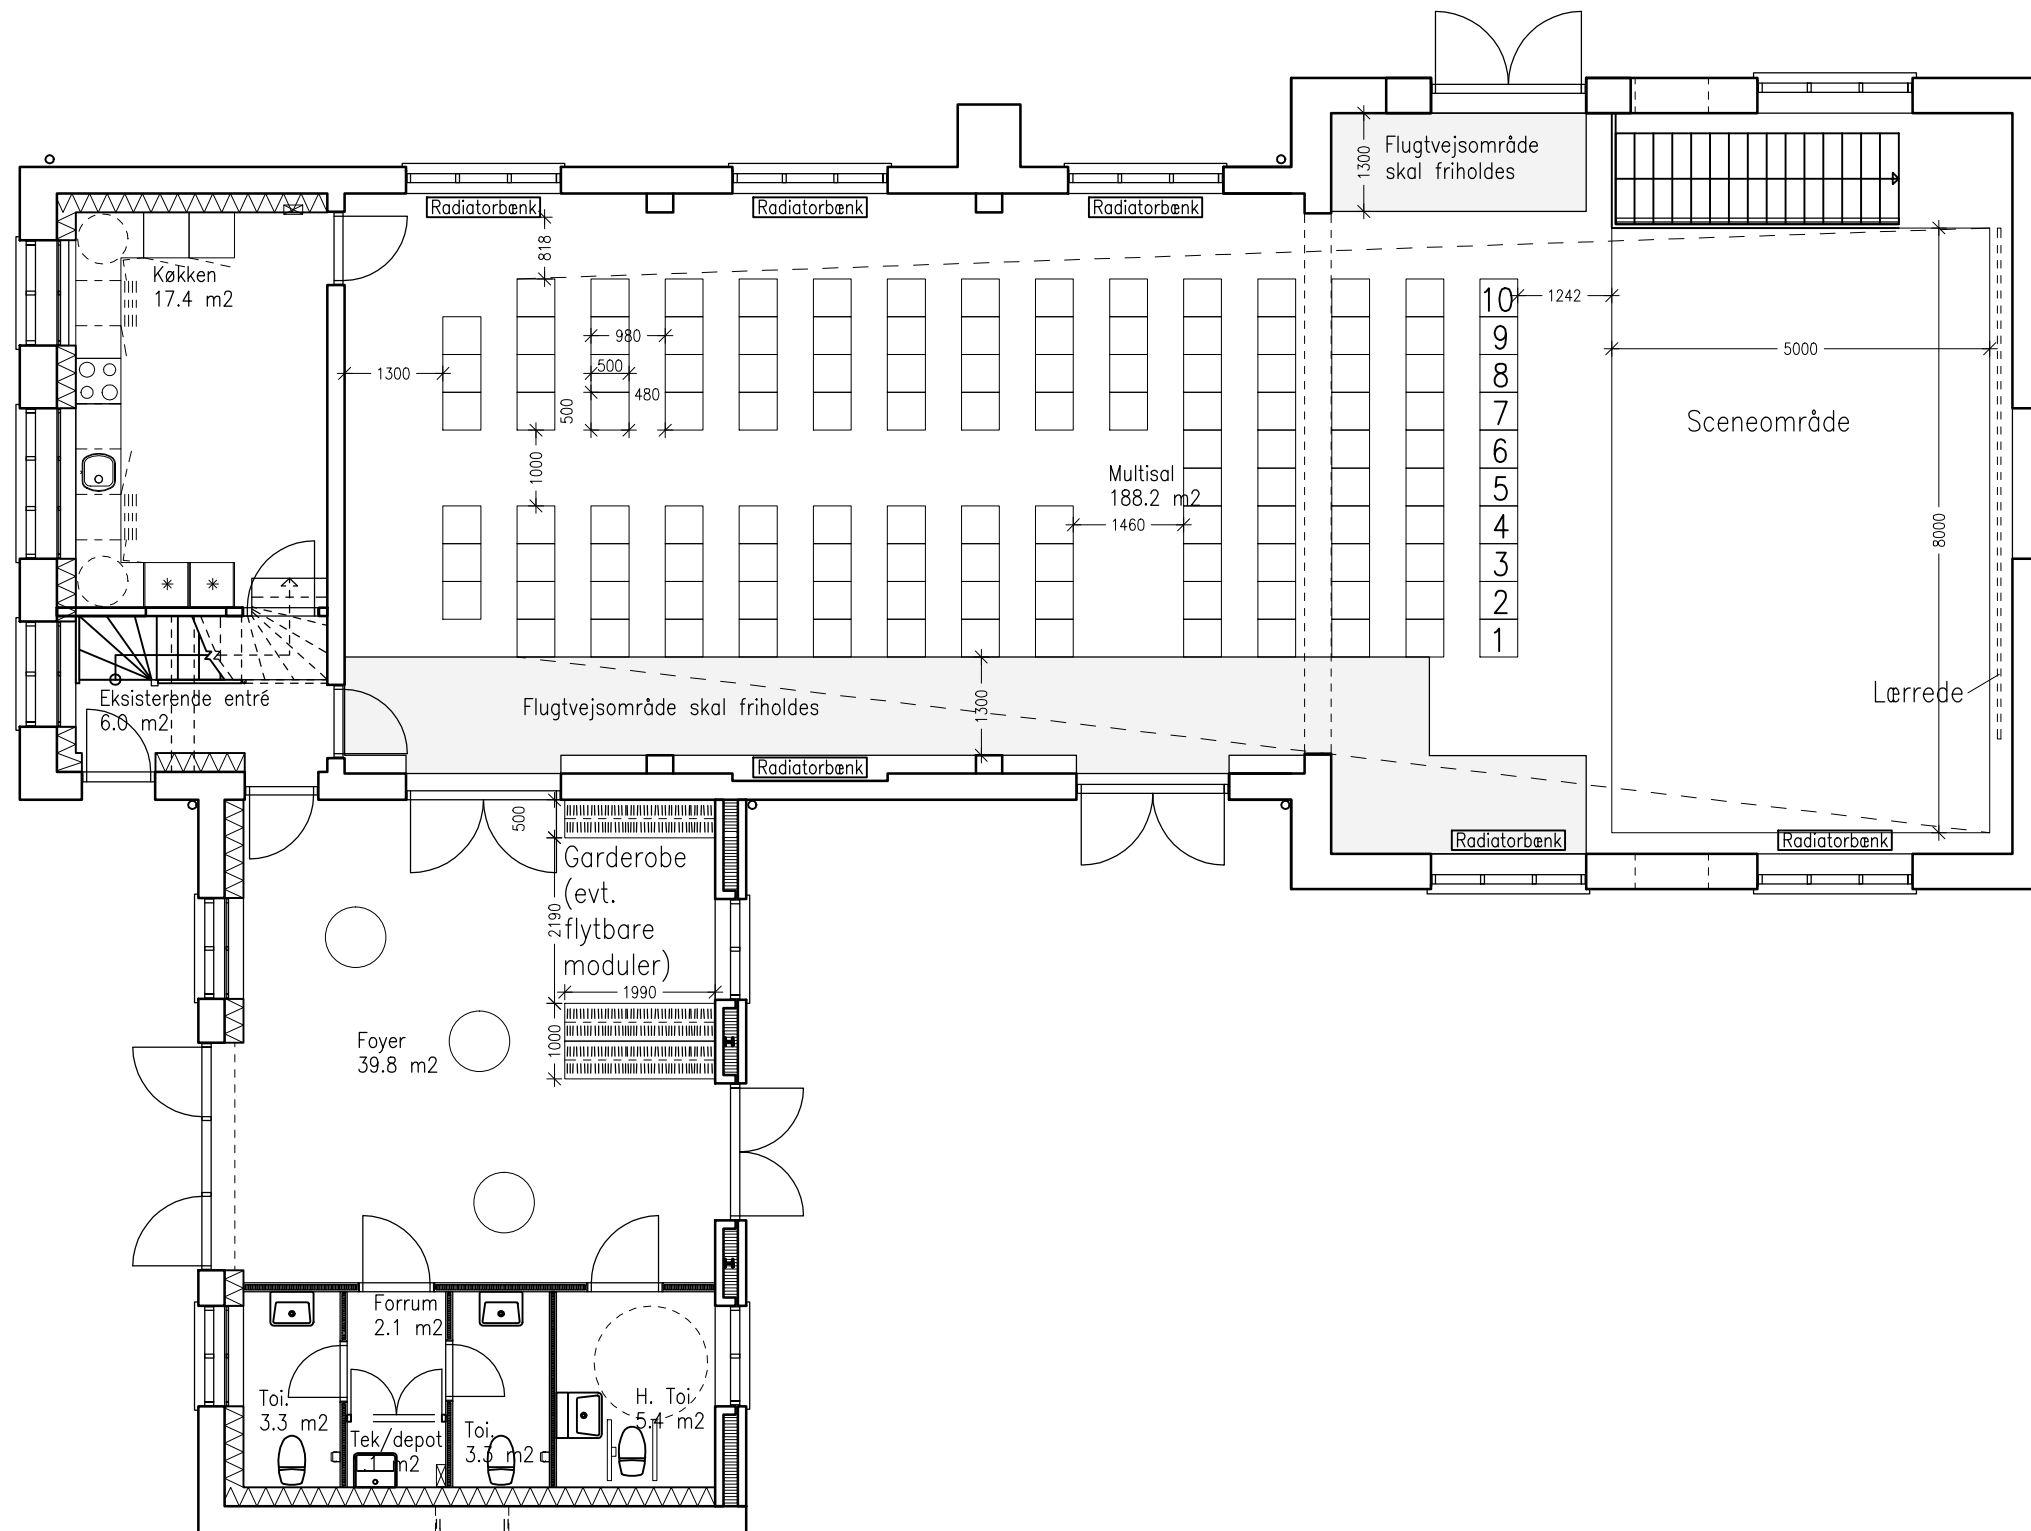 Flugtvejsområde
skal friholdes
1300
Radiatorbænk
Radiatorbænk
Radiatorbænk
818
Køkken
17.4 m2
10
9
8
7
6
5
4
3
2
1
1242
5000
980
500
480
500
1300
1000
Sceneområde
Multisal
188.2 m2
1460
8000
Eksisterende entré
6.0 m2
Flugtvejsområde skal friholdes
1300
Lærrede
Radiatorbænk
Radiatorbænk
Radiatorbænk
500
Garderobe
(evt.
flytbare
moduler)
2190
1990
1000
Foyer
39.8 m2
Forrum
2.1 m2
Toi.
3.3 m2
Tek/depot
m2
Toi.
3.3 m2
H. Toi
5.4 m2